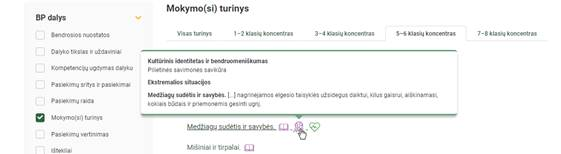 Mokymo(si) turinys
BP dalys
Bendrosios nuostatos
Dalyko tikslas ir uždaviniai
Kompetencijų ugdymas dalyku
Pasiekimų sritys ir pasiekimai
Pasiekimų raida
Mokymo(si) turinys
Pasiekimų vertinimas
Išteklai
Visas turinys
1–2 klasių koncentras
3–4 klasių koncentras
5–6 klasių koncentras
7–8 klasių koncentras
Kultūrinis identitetas ir bendruomeniškumas
Pilietinės savimonės savikūra
Ekstremalios situacijos
Medžiagų sudėtis ir savybės. [...] nagrinėjamos elgesio taisyklės užsidegus daiktui, kilus gaisrui, aiškinamasi,
kokiais būdais ir priemonėmis gesinti ugnį.
Medžiagų sudėtis ir savybės.
Mišiniai ir tirpalai.